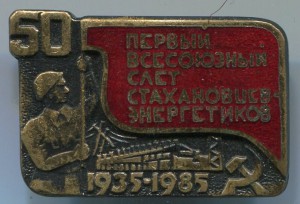 50
ПЕРВЫЙ
ВСЕСОЮЗНЫЙ
СЛЕТ
СТАХАНОВЦЕВ-
ЭНЕРГЕТИКОВ
1935-1985